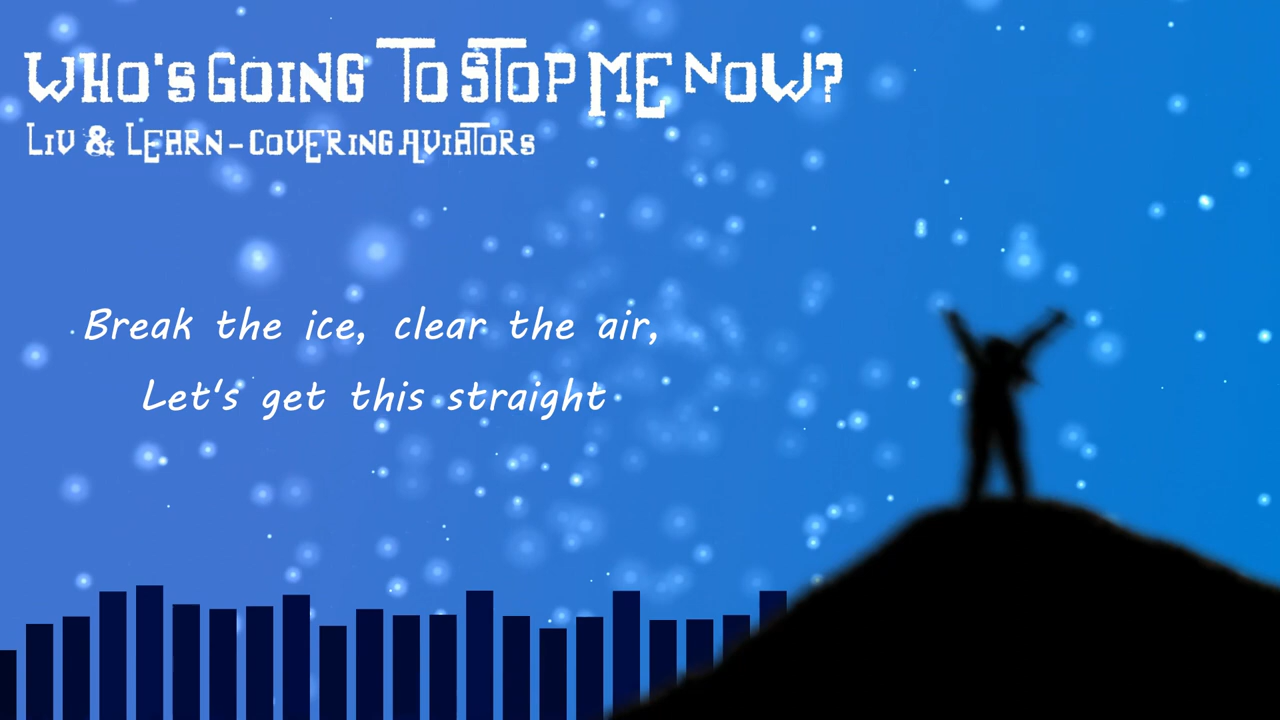 WHO'S GOING TO STOP ME NOW?
LIV & LEARN - COVERING AVIATORS
Break the ice, clear the air,
Let's get this straight